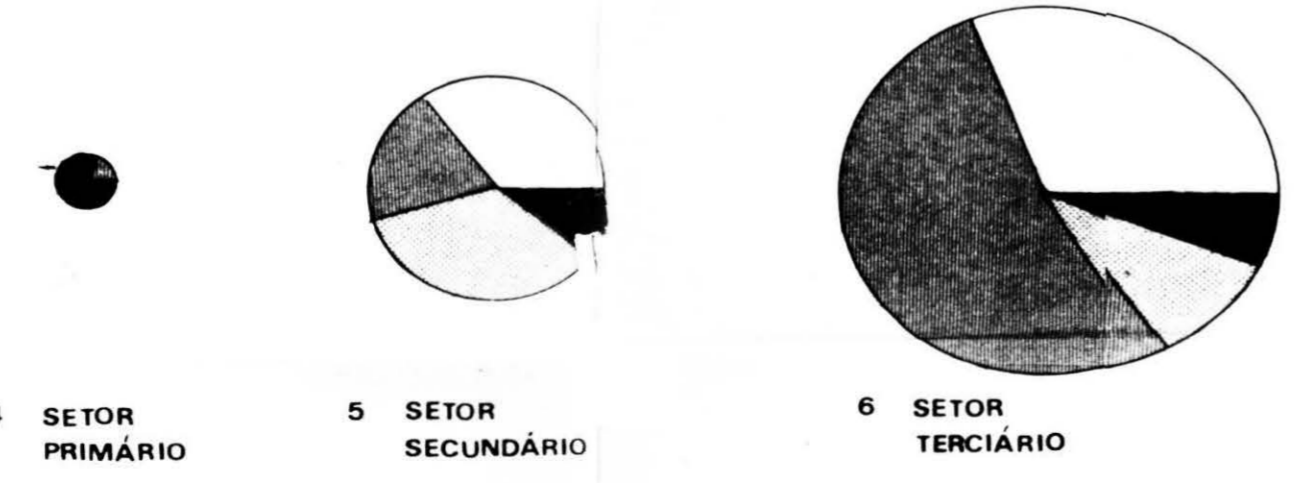 SETOR
PRIMÁRIO
5 SETOR
SECUNDÁRIO
6 SETOR
TERCIÁRIO